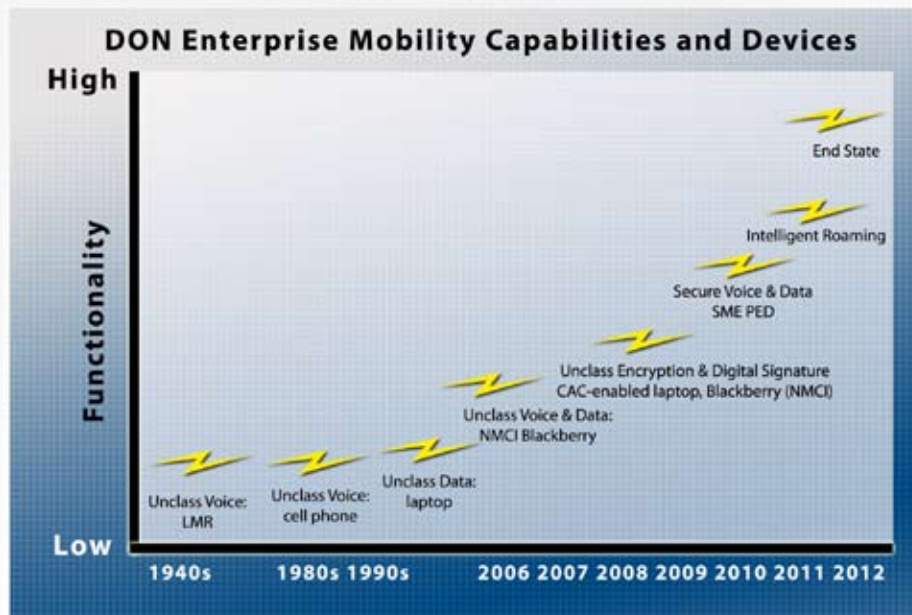 DON Enterprise Mobility Capabilities and Devices
High
End State
Intelligent Roaming
Secure Voice & Data
SME PED
Unclass Encryption & Digital Signature
CAC-enabled laptop, Blackberry (NMCI)
Unclass Voice & Data:
NMCI Blackberry
Unclass Data:
laptop
Unclass Voice:
cell phone
Unclass Voice:
LMR
Functionality
Low
1940s 1980s 1990s 2006 2007 2008 2009 2010 2011 2012